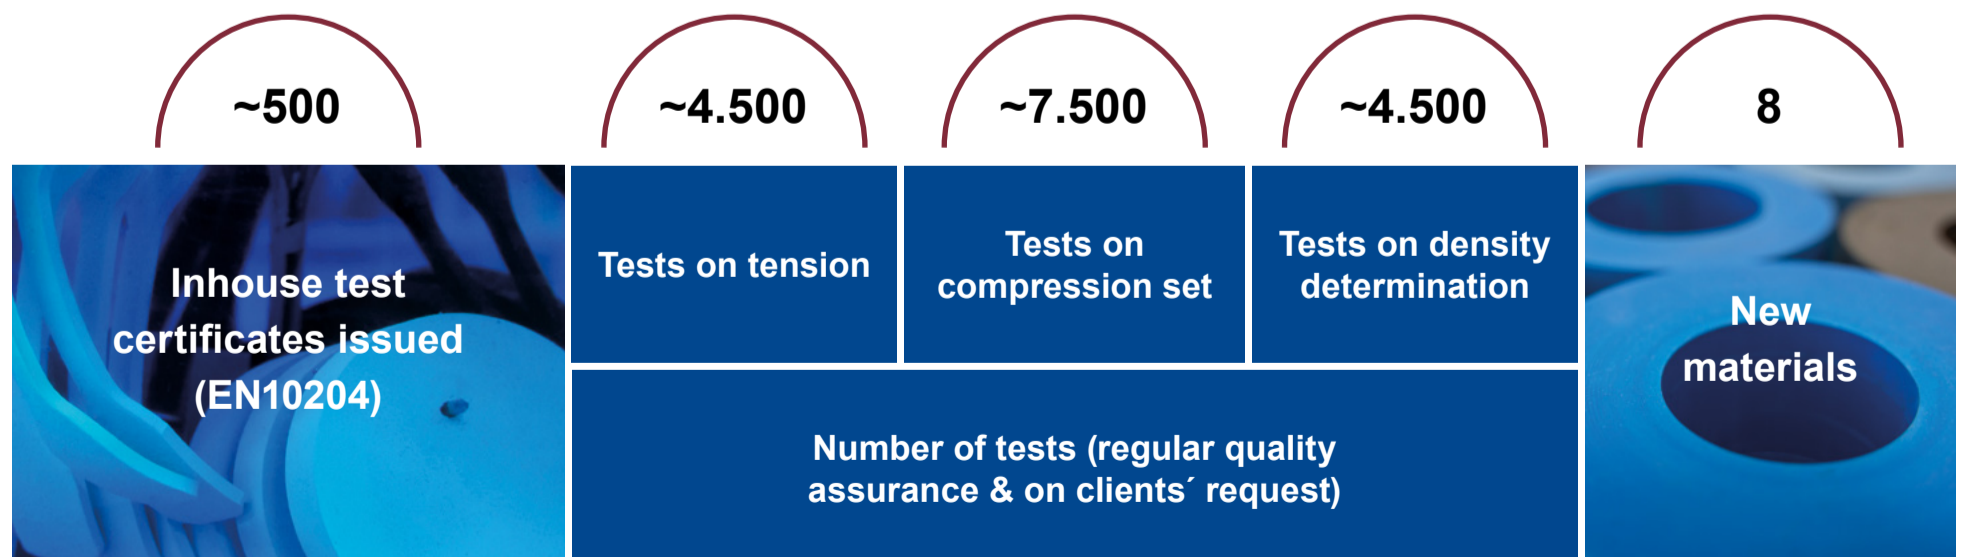 ~500
~4.500
~7.500
~4.500
8
Inhouse test
certificates issued
(EN10204)
Tests on tension
Tests on
compression set
Tests on density
determination
New
materials
Number of tests (regular quality
assurance & on clients´ request)